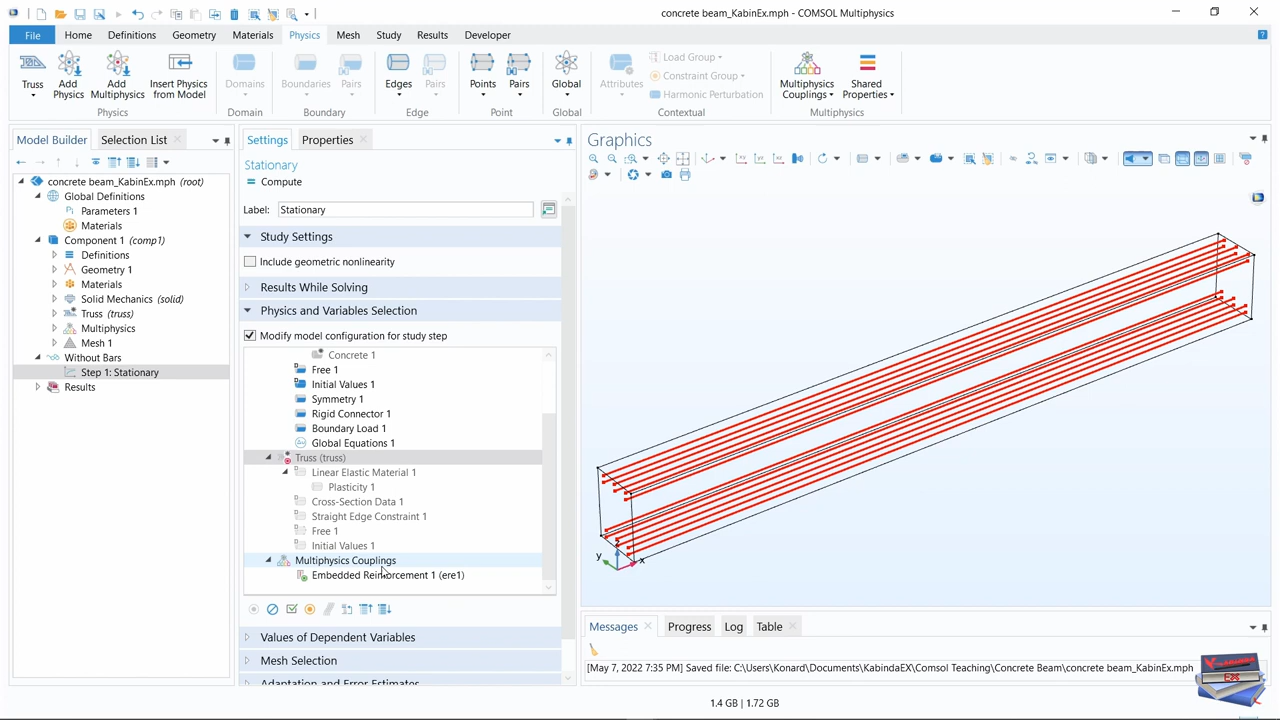 concrete beam_KabinEx.mph - COMSOL Multiphysics
File Home Definitions Geometry Materials Physics Mesh Study Results Developer
Truss Add Physics Add Multiphysics Insert Physics from Model Domains Boundaries Pairs Edges Pairs Points Pairs Global Attributes Load Group Constraint Group Harmonic Perturbation Multiphysics Couplings Shared Properties
Physics Domain Boundary Edge Point Global Contextual Multiphysics
Model Builder Selection List
concrete beam_KabinEx.mph (root)
Global Definitions
Pi Parameters 1
Materials
Component 1 (comp1)
Definitions
Geometry 1
Materials
Solid Mechanics (solid)
Truss (truss)
Multiphysics
Mesh 1
Without Bars
Step 1: Stationary
Results
Settings Properties
Stationary
= Compute
Label: Stationary
Study Settings
Include geometric nonlinearity
Results While Solving
Physics and Variables Selection
Modify model configuration for study step
Concrete 1
Free 1
Initial Values 1
Symmetry 1
Rigid Connector 1
Boundary Load 1
Global Equations 1
Truss (truss)
Linear Elastic Material 1
Plasticity 1
Cross-Section Data 1
Straight Edge Constraint 1
Free 1
Initial Values 1
Multiphysics Couplings
Embedded Reinforcement 1 (ere1)
Values of Dependent Variables
Mesh Selection
Adaptation and Error Estimates
Graphics
y z x
Messages Progress Log Table
[May 7, 2022 7:35 PM] Saved file: C:\Users\Konard\Documents\KabindaEX\Comsol Teaching\Concrete Beam\concrete beam_KabinEx.mph
EX
1.4 GB | 1.72 GB